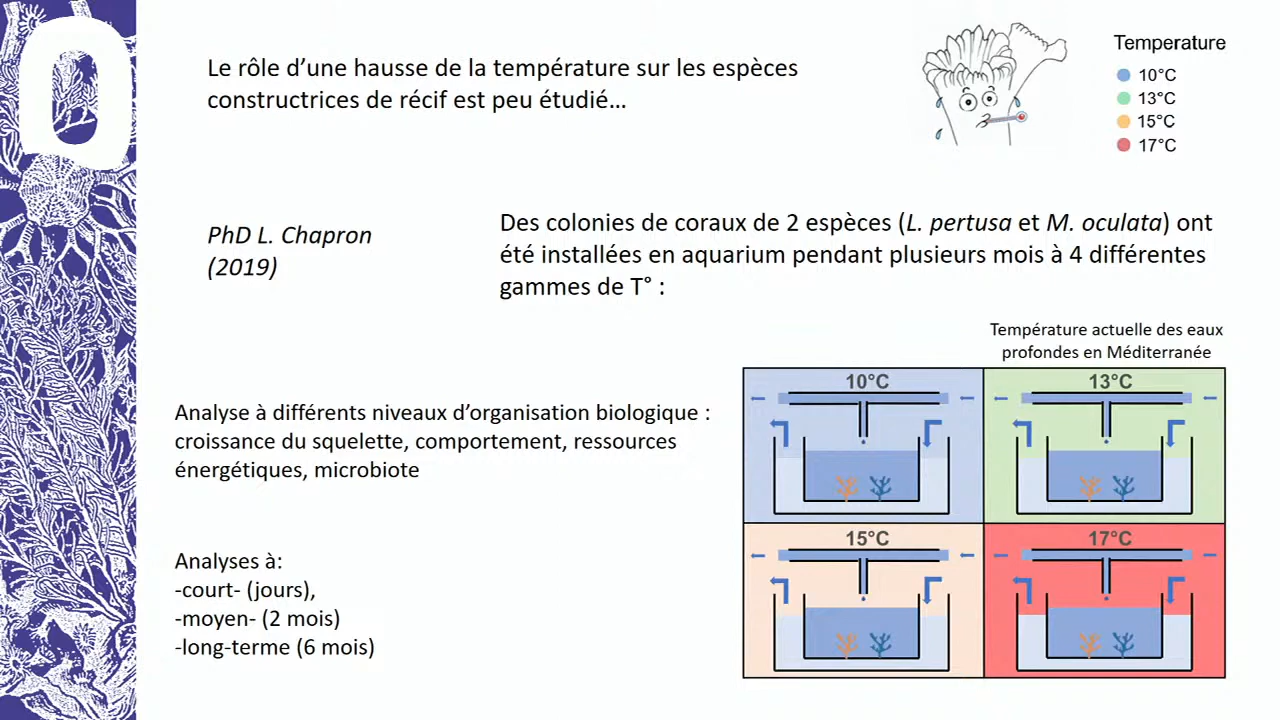 Le rôle d’une hausse de la température sur les espèces
constructrices de récif est peu étudié…
Temperature
10°C
13°C
15°C
17°C
PhD L. Chapron
(2019)
Des colonies de coraux de 2 espèces (L. pertusa et M. oculata) ont
été installées en aquarium pendant plusieurs mois à 4 différentes
gammes de T° :
Température actuelle des eaux
profondes en Méditerranée
10°C
13°C
15°C
17°C
Analyse à différents niveaux d’organisation biologique :
croissance du squelette, comportement, ressources
énergétiques, microbiote
Analyses à:
-court- (jours),
-moyen- (2 mois)
-long-terme (6 mois)